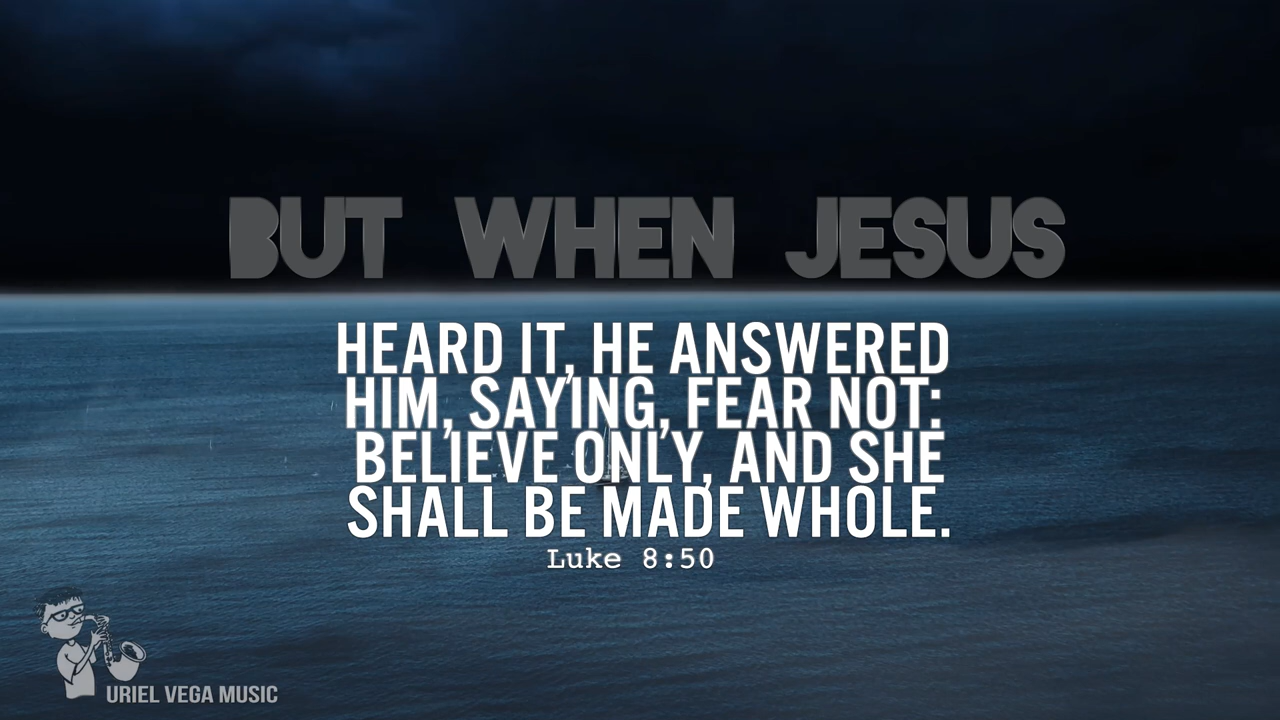 BUT WHEN JESUS
HEARD IT, HE ANSWERED
HIM, SAYING, FEAR NOT:
BELIEVE ONLY, AND SHE
SHALL BE MADE WHOLE.
Luke 8:50
URIEL VEGA MUSIC